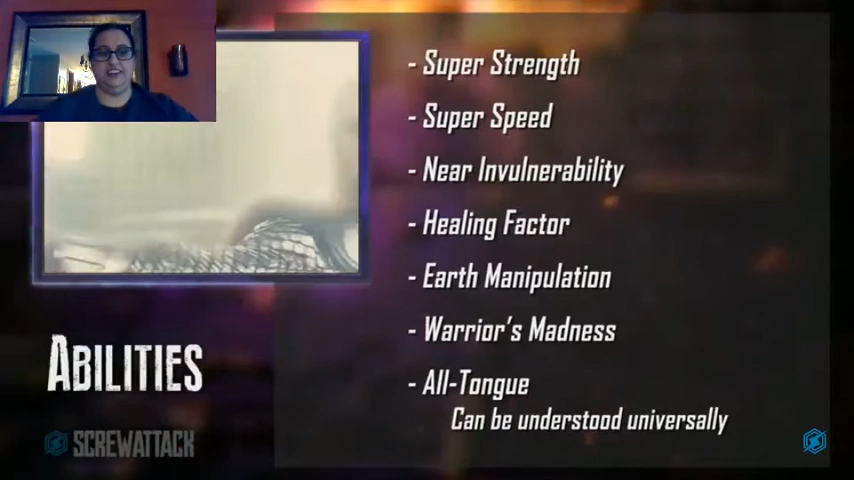 - Super Strength
- Super Speed
- Near Invulnerability
- Healing Factor
- Earth Manipulation
- Warrior's Madness
- All-Tongue
Can be understood universally
Abilities
SCREWATTACK